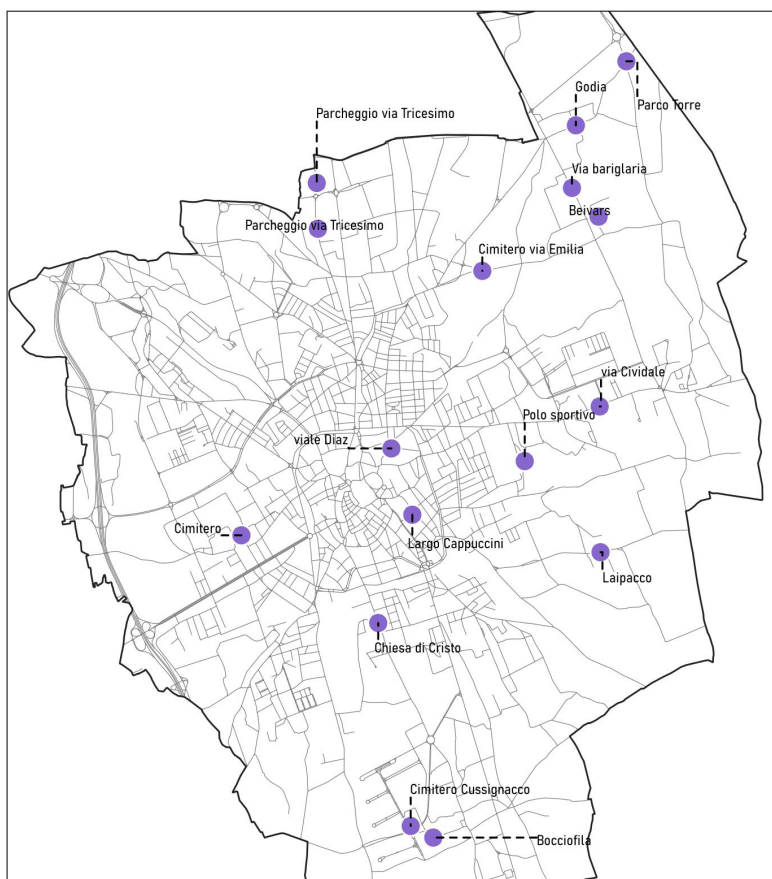 Godia
Parco Torre
Parcheggio via Tricesimo
Via bariglaria
Beivars
Parcheggio via Tricesimo
Cimitero via Emilia
via Cividale
Polo sportivo
viale Diaz
Cimitero
Largo Cappuccini
Laipacco
Chiesa di Cristo
Cimitero Cussignacco
Bocciofila